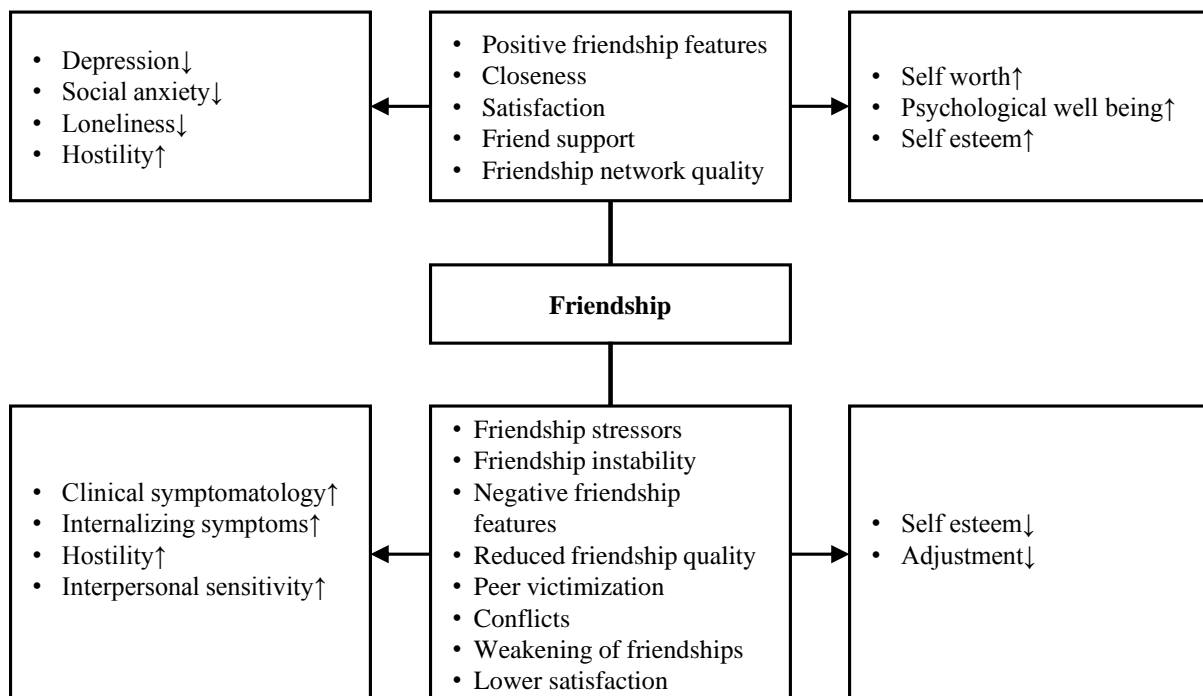 • Depression↓
• Social anxiety↓
• Loneliness↓
• Hostility↑
• Positive friendship features
• Closeness
• Satisfaction
• Friend support
• Friendship network quality
• Self worth↑
• Psychological well being↑
• Self esteem↑
Friendship
• Clinical symptomatology↑
• Internalizing symptoms↑
• Hostility↑
• Interpersonal sensitivity↑
• Friendship stressors
• Friendship instability
• Negative friendship
features
• Reduced friendship quality
• Peer victimization
• Conflicts
• Weakening of friendships
• Lower satisfaction
• Self esteem↓
• Adjustment↓